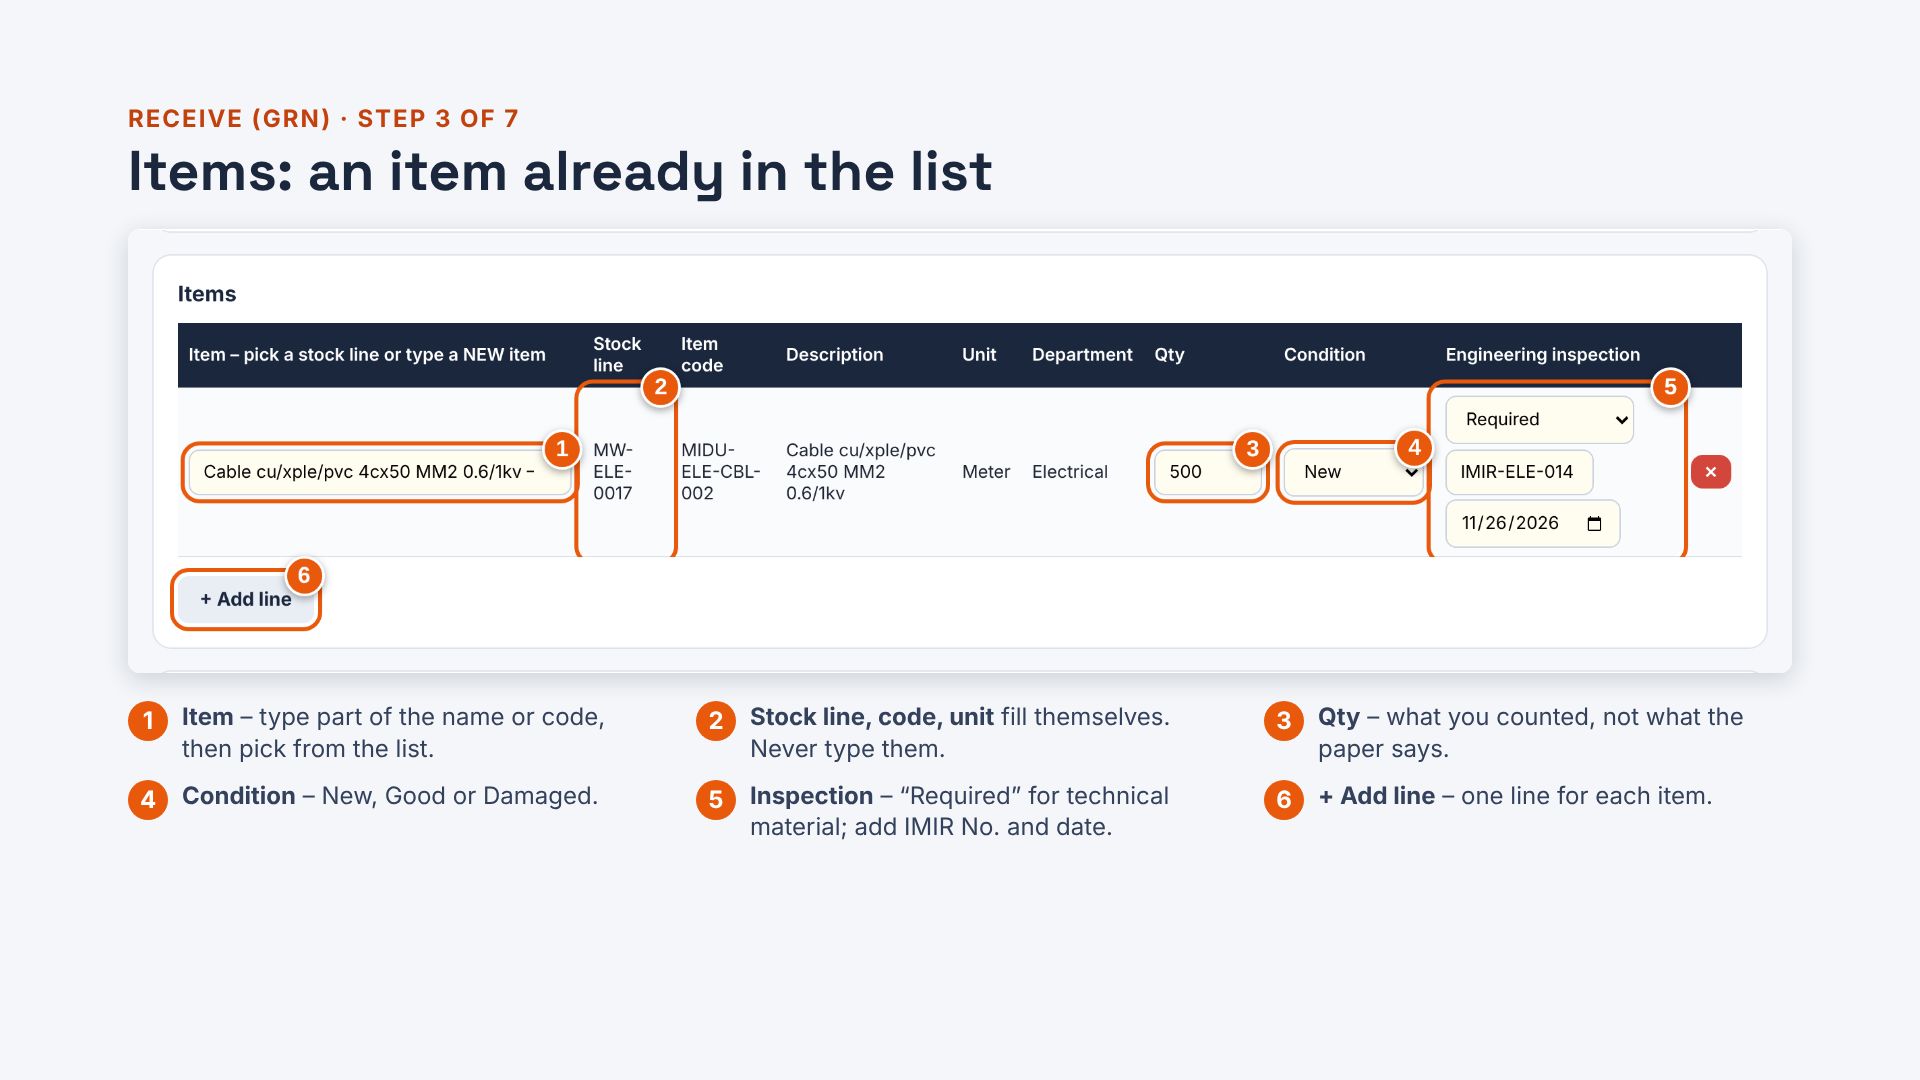 RECEIVE (GRN) · STEP 3 OF 7
Items: an item already in the list
Items
Item – pick a stock line or type a NEW item
Stock
line
Item
code
Description
Unit
Department
Qty
Condition
Engineering inspection
2
5
1
Cable cu/xple/pvc 4cx50 MM2 0.6/1kv –
MW-
ELE-
0017
MIDU-
ELE-CBL-
002
Cable cu/xple/pvc
4cx50 MM2
0.6/1kv
Meter
Electrical
3
500
4
New
Required
IMIR-ELE-014
11/26/2026
×
6
+ Add line
1 Item – type part of the name or code,
then pick from the list.
2 Stock line, code, unit fill themselves.
Never type them.
3 Qty – what you counted, not what the
paper says.
4 Condition – New, Good or Damaged.
5 Inspection – “Required” for technical
material; add IMIR No. and date.
6 + Add line – one line for each item.